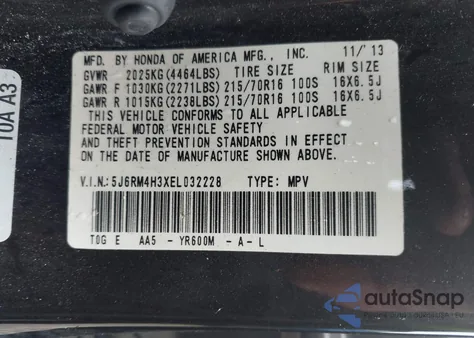 MFD. BY HONDA OF AMERICA MFG., INC. 11/'13
GVWR 2025KG(4464LBS) TIRE SIZE RIM SIZE
GAWR F 1030KG(2271LBS) 215/70R16 100S 16X6.5J
GAWR R 1015KG(2238LBS) 215/70R16 100S 16X6.5J
THIS VEHICLE CONFORMS TO ALL APPLICABLE
FEDERAL MOTOR VEHICLE SAFETY
AND THEFT PREVENTION STANDARDS IN EFFECT
ON THE DATE OF MANUFACTURE SHOWN ABOVE.
V.I.N.:5J6RM4H3XEL032228 TYPE: MPV
T0G E AA5 - YR600M - A - L
T0A A3
autoSnap